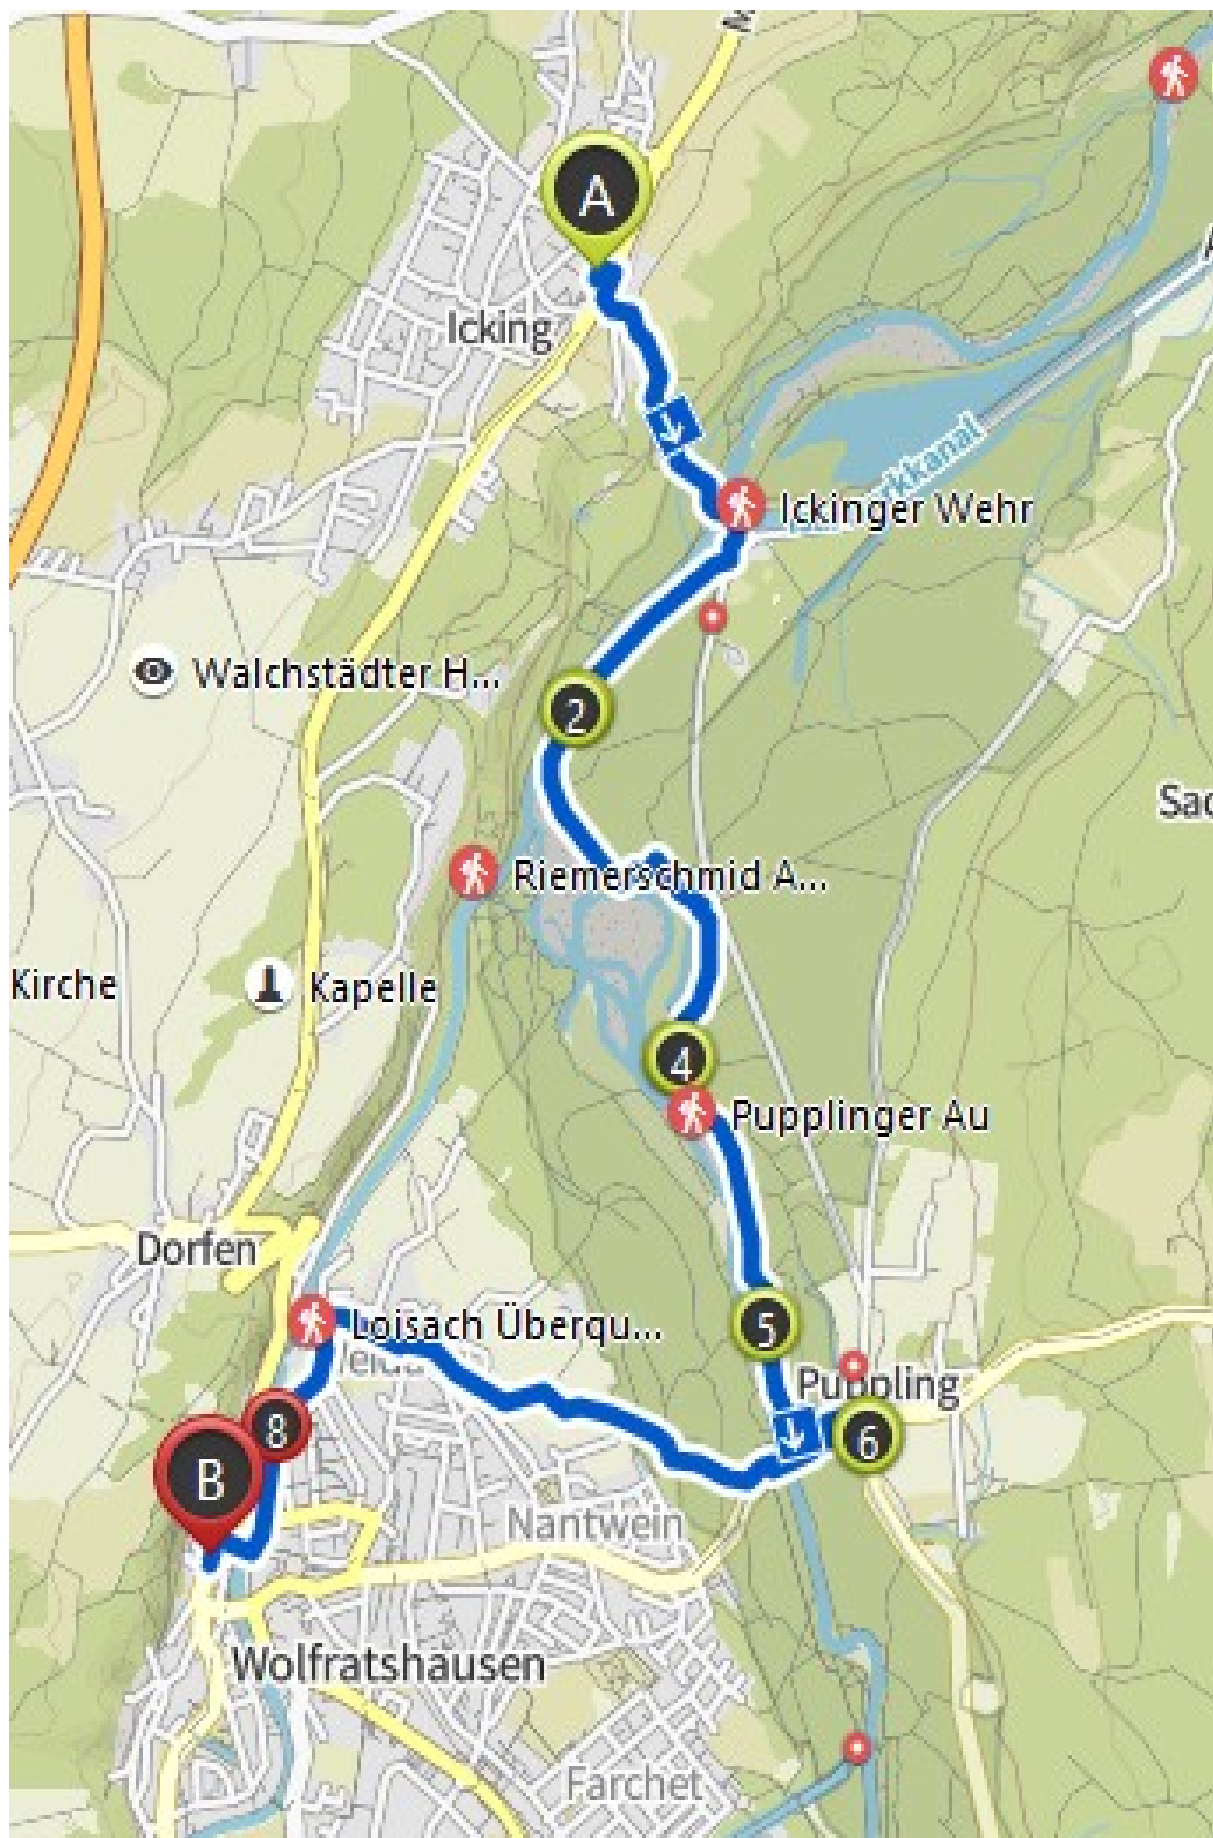 A
Icking
rkkanal
Ickinger Wehr
Walchstädter H...
2
Sac
Riemerschmid A...
Kirche
Kapelle
4
Pupplinger Au
Dorfen
5
Loisach Überqu...
Puppling
8
6
B
Nantwein
Wolfratshausen
Farchet